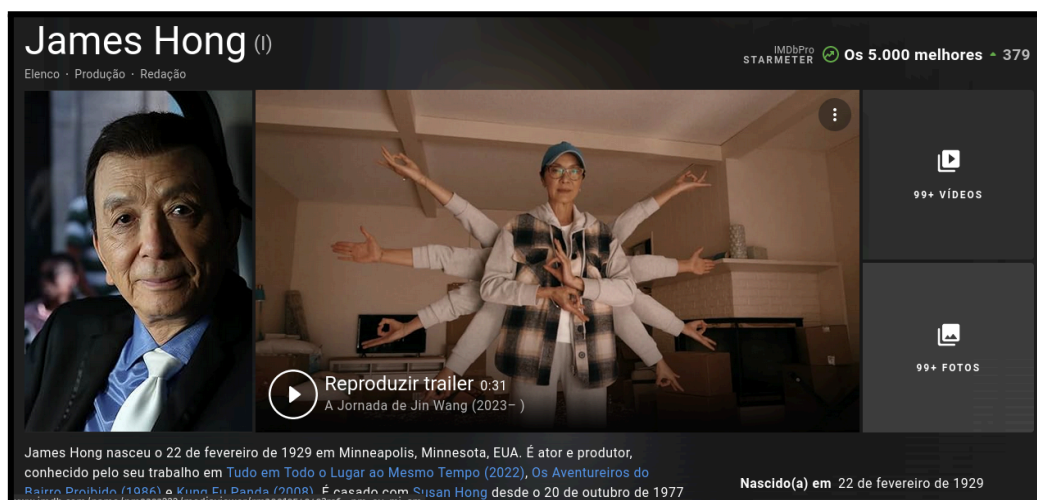 James Hong (I)
IMDbPro
STARMETER
Os 5.000 melhores
379
Elenco · Produção · Redação
99+ VÍDEOS
Reproduzir trailer 0:31
A Jornada de Jin Wang (2023– )
99+ FOTOS
James Hong nasceu o 22 de fevereiro de 1929 em Minneapolis, Minnesota, EUA. É ator e produtor,
conhecido pelo seu trabalho em Tudo em Todo o Lugar ao Mesmo Tempo (2022), Os Aventureiros do
Bairro Proibido (1986) e Kung Fu Panda (2008). É casado com Susan Hong desde o 20 de outubro de 1977
Nascido(a) em 22 de fevereiro de 1929